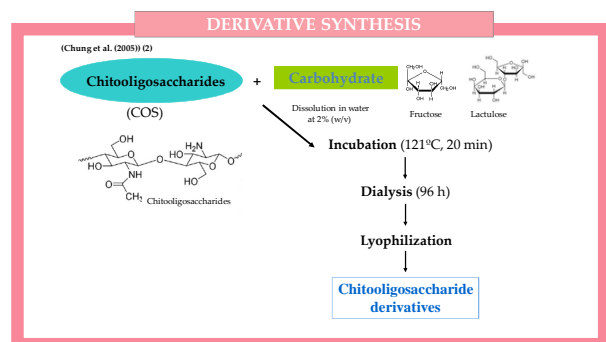 DERIVATIVE SYNTHESIS
(Chung et al. (2005)) (2)
Chitooligosaccharides + Carbohydrate
(COS)
Dissolution in water
at 2% (w/v)
Fructose
Lactulose
Incubation (121ºC, 20 min)
Chitooligosaccharides
Dialysis (96 h)
Lyophilization
Chitooligosaccharide
derivatives